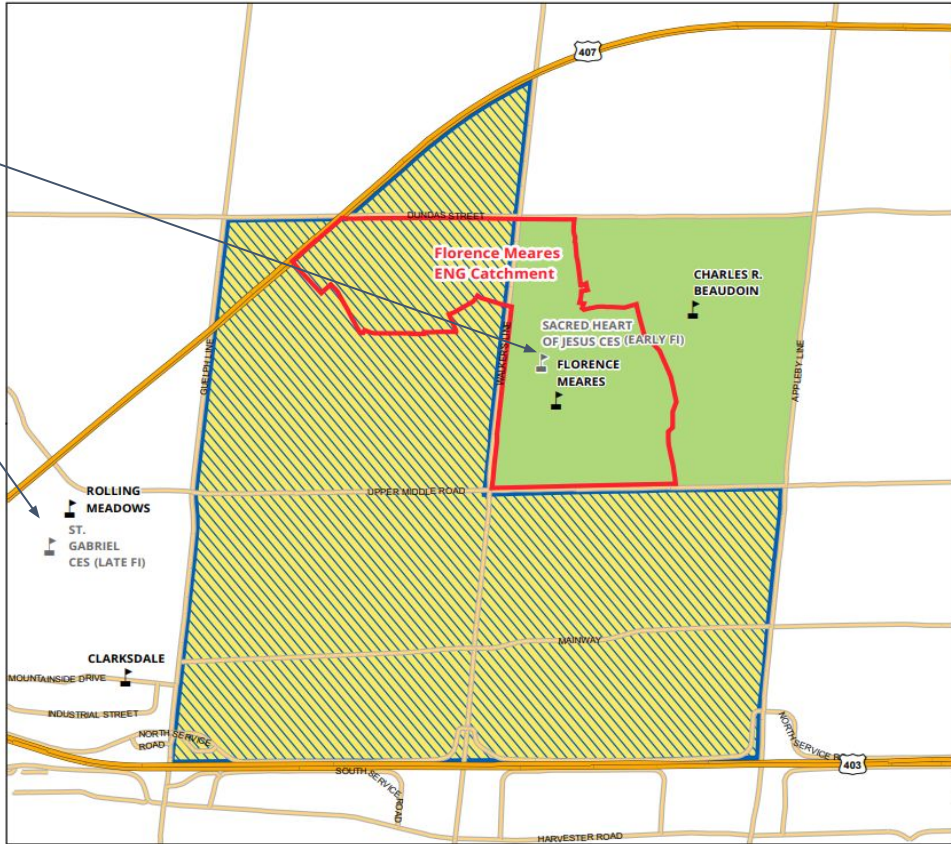 407
DUNDAS STREET
Florence Meares
ENG Catchment
CHARLES R.
BEAUDOIN
SACRED HEART
OF JESUS CES (EARLY FI)
FLORENCE
MEARES
GUELPH LINE
WALKERS LINE
APPLEBY LINE
ROLLING
MEADOWS
UPPER MIDDLE ROAD
ST.
GABRIEL
CES (LATE FI)
MAINWAY
CLARKSDALE
MOUNTAINSIDE DRIVE
INDUSTRIAL STREET
NORTH SERVICE
ROAD
NORTH SERVICE R
403
SOUTH SERVICE
ROAD
HARVESTER ROAD